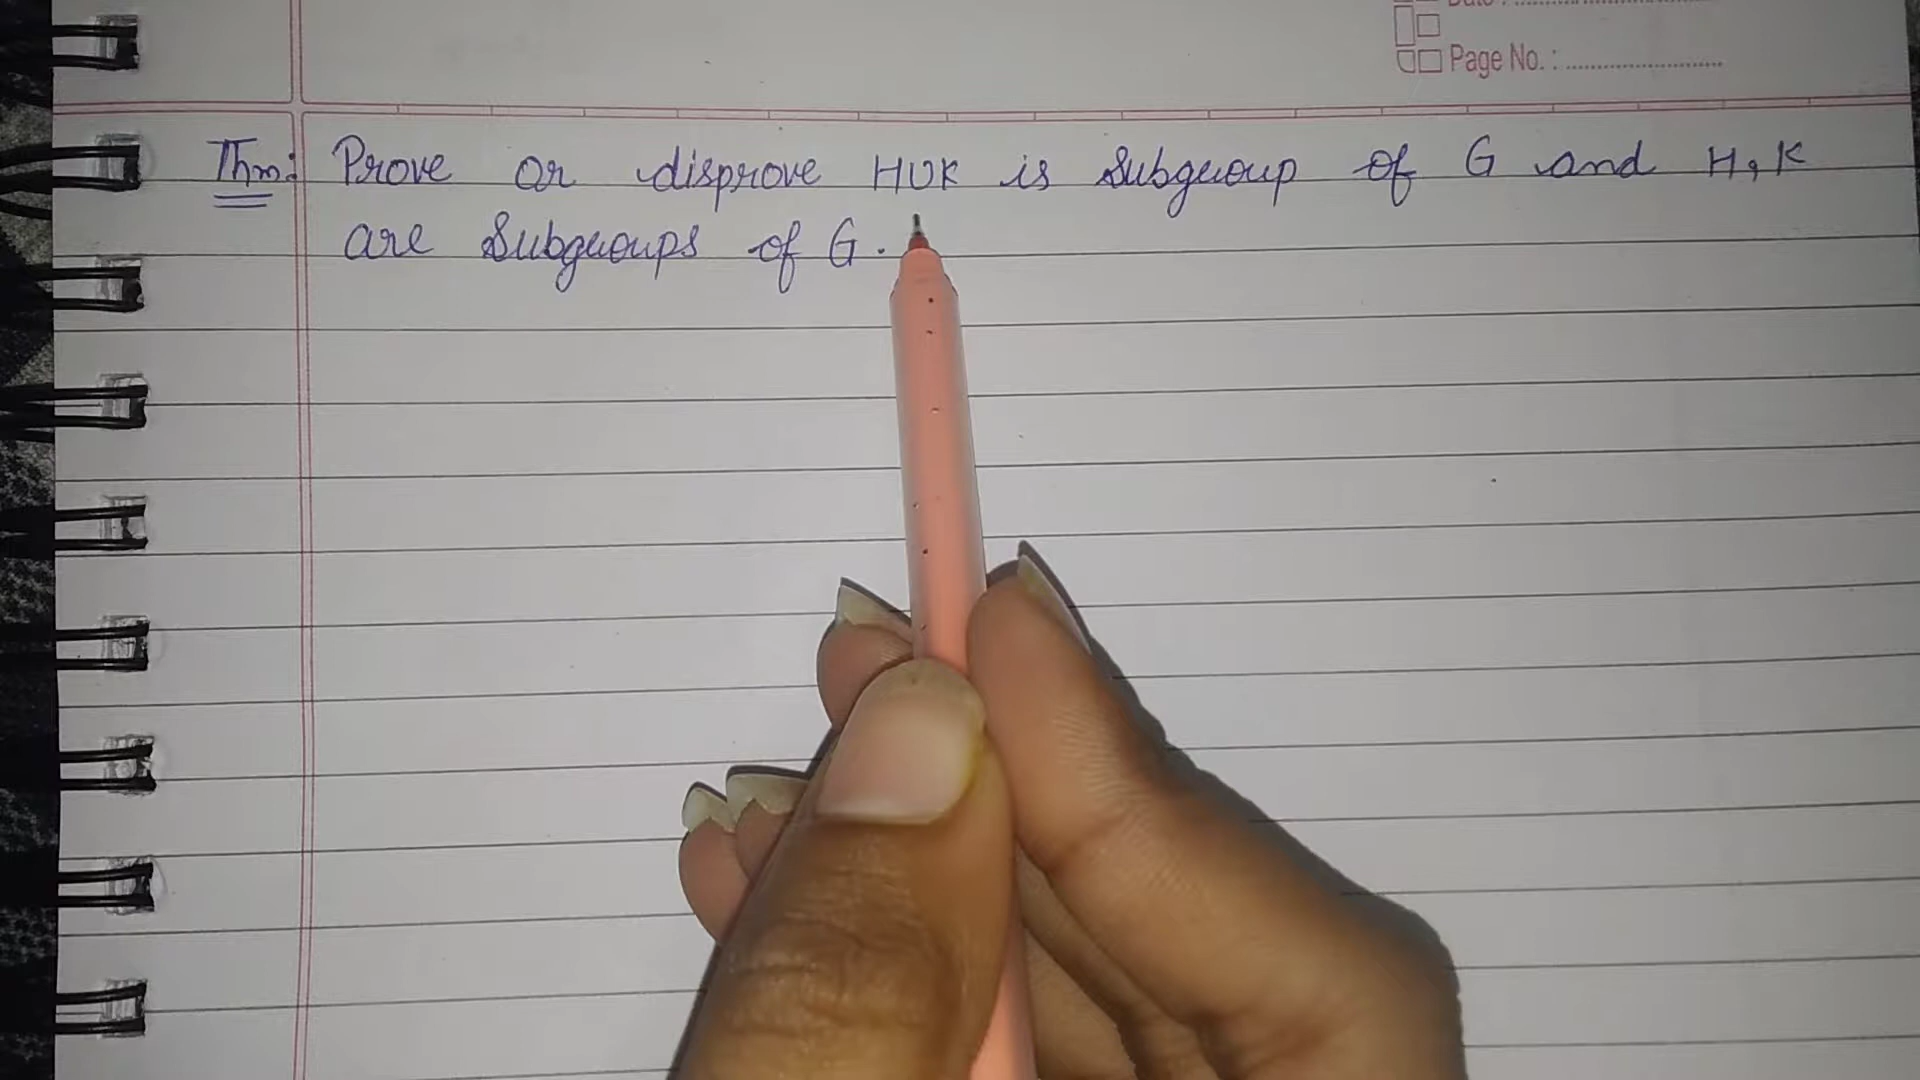 Page No. :
Thm: Prove or disprove HUK is Subgroup of G and H, K
are Subgroups of G.